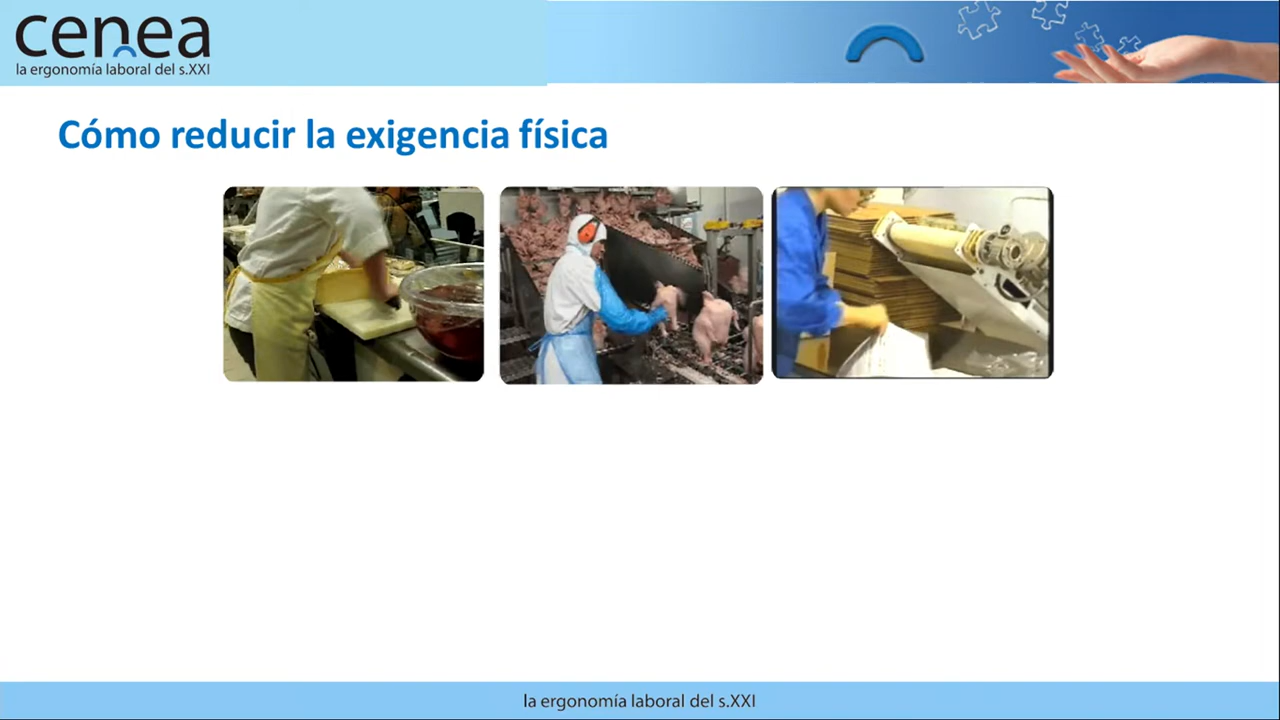 cenea
la ergonomía laboral del s.XXI
Cómo reducir la exigencia física
la ergonomía laboral del s.XXI